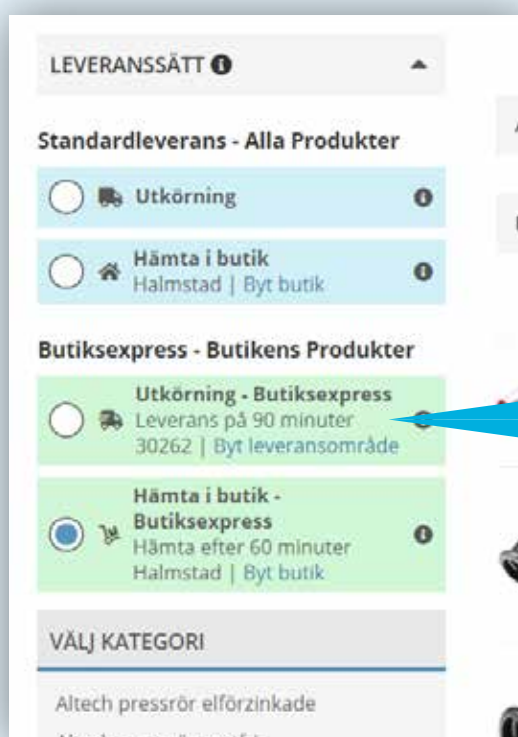 LEVERANSSÄTT
Standardleverans - Alla Produkter
Utkörning
Hämta i butik
Halmstad | Byt butik
Butiksexpress - Butikens Produkter
Utkörning - Butiksexpress
Leverans på 90 minuter
30262 | Byt leveransområde
Hämta i butik -
Butiksexpress
Hämta efter 60 minuter
Halmstad | Byt butik
VÄLJ KATEGORI
Altech pressrör elförzinkade